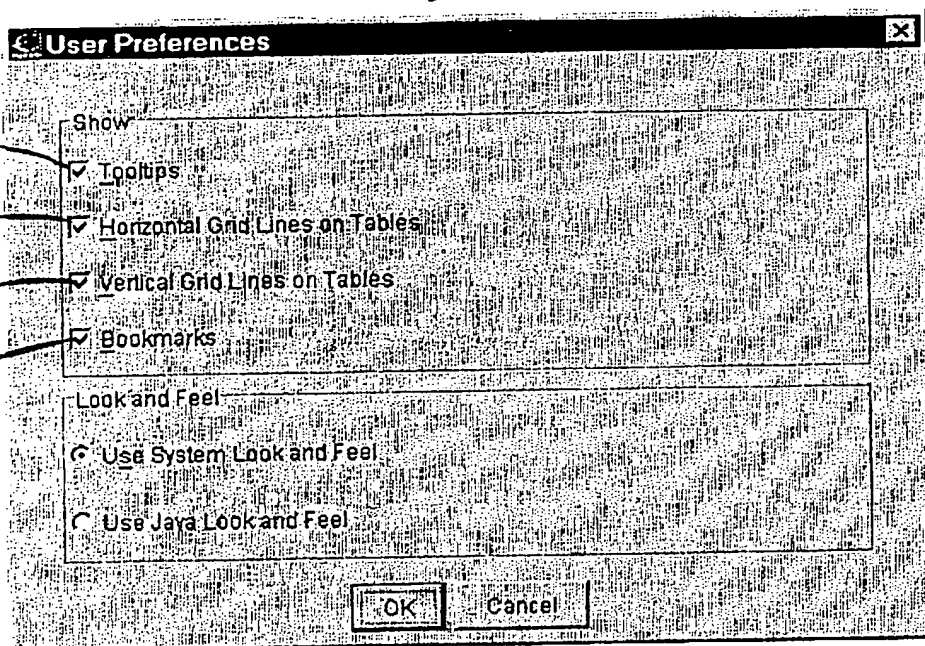 User Preferences
Show
Tooltips
Horizontal Grid Lines on Tables
Vertical Grid Lines on Tables
Bookmarks
Look and Feel
Use System Look and Feel
Use Java Look and Feel
OK
Cancel